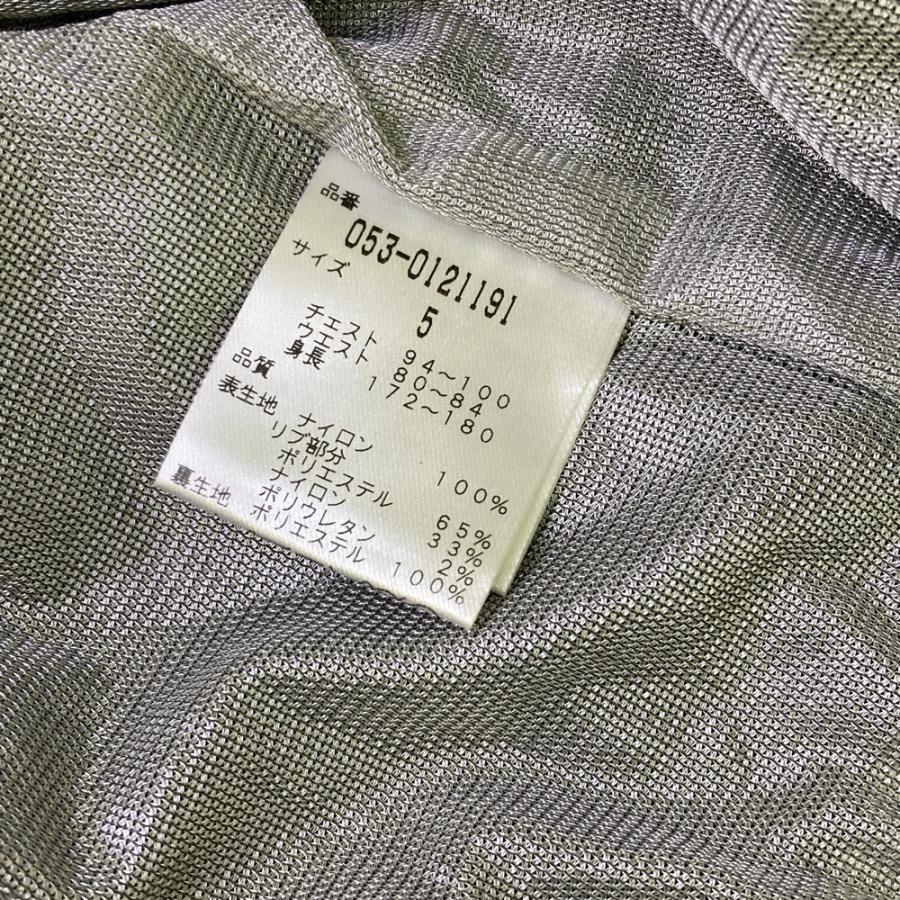 品番
053-0121191
サイズ 5
チェスト 94〜100
ウエスト 80〜84
身長 172〜180
品質
表生地 ナイロン 100%
リブ部分
ポリエステル 65%
ナイロン 33%
ポリウレタン 2%
裏生地 ポリエステル 100%